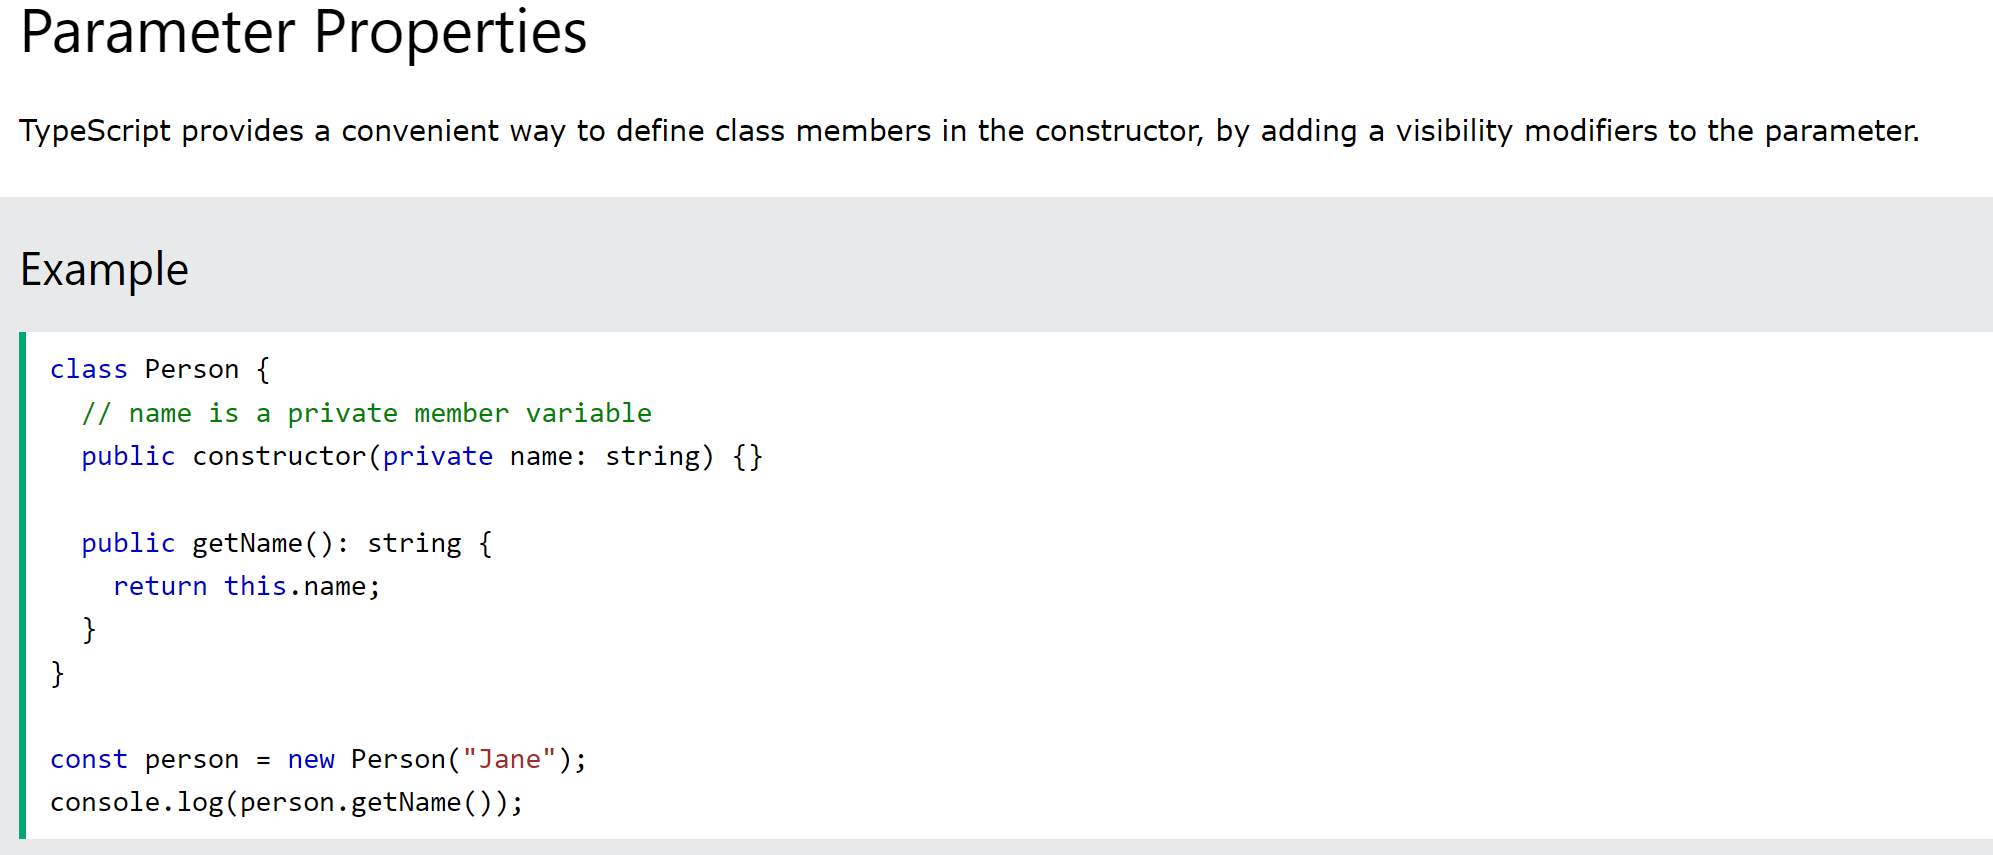 Parameter Properties
TypeScript provides a convenient way to define class members in the constructor, by adding a visibility modifiers to the parameter.
Example
class Person {
  // name is a private member variable
  public constructor(private name: string) {}

  public getName(): string {
    return this.name;
  }
}

const person = new Person("Jane");
console.log(person.getName());